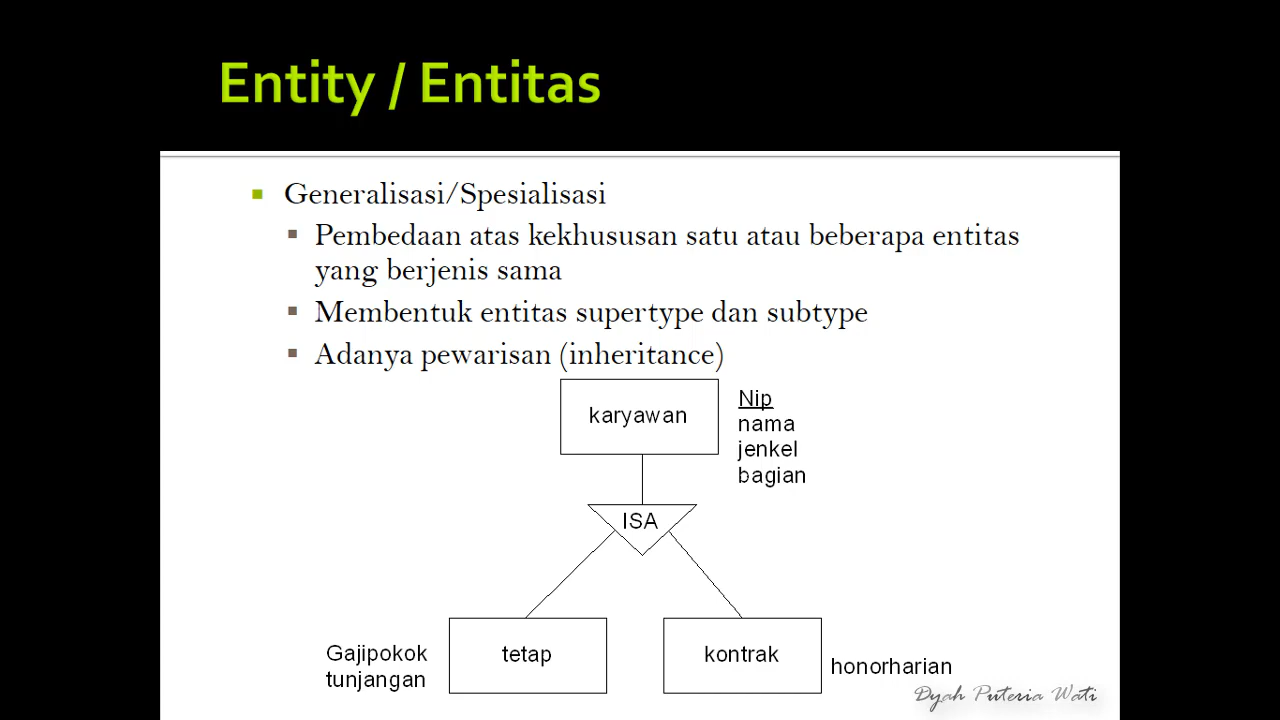 Entity / Entitas
Generalisasi/Spesialisasi
Pembedaan atas kekhususan satu atau beberapa entitas
yang berjenis sama
Membentuk entitas supertype dan subtype
Adanya pewarisan (inheritance)
karyawan
Nip
nama
jenkel
bagian
ISA
Gajipokok
tunjangan
tetap
kontrak
honorharian
Dyah Puteria Wati